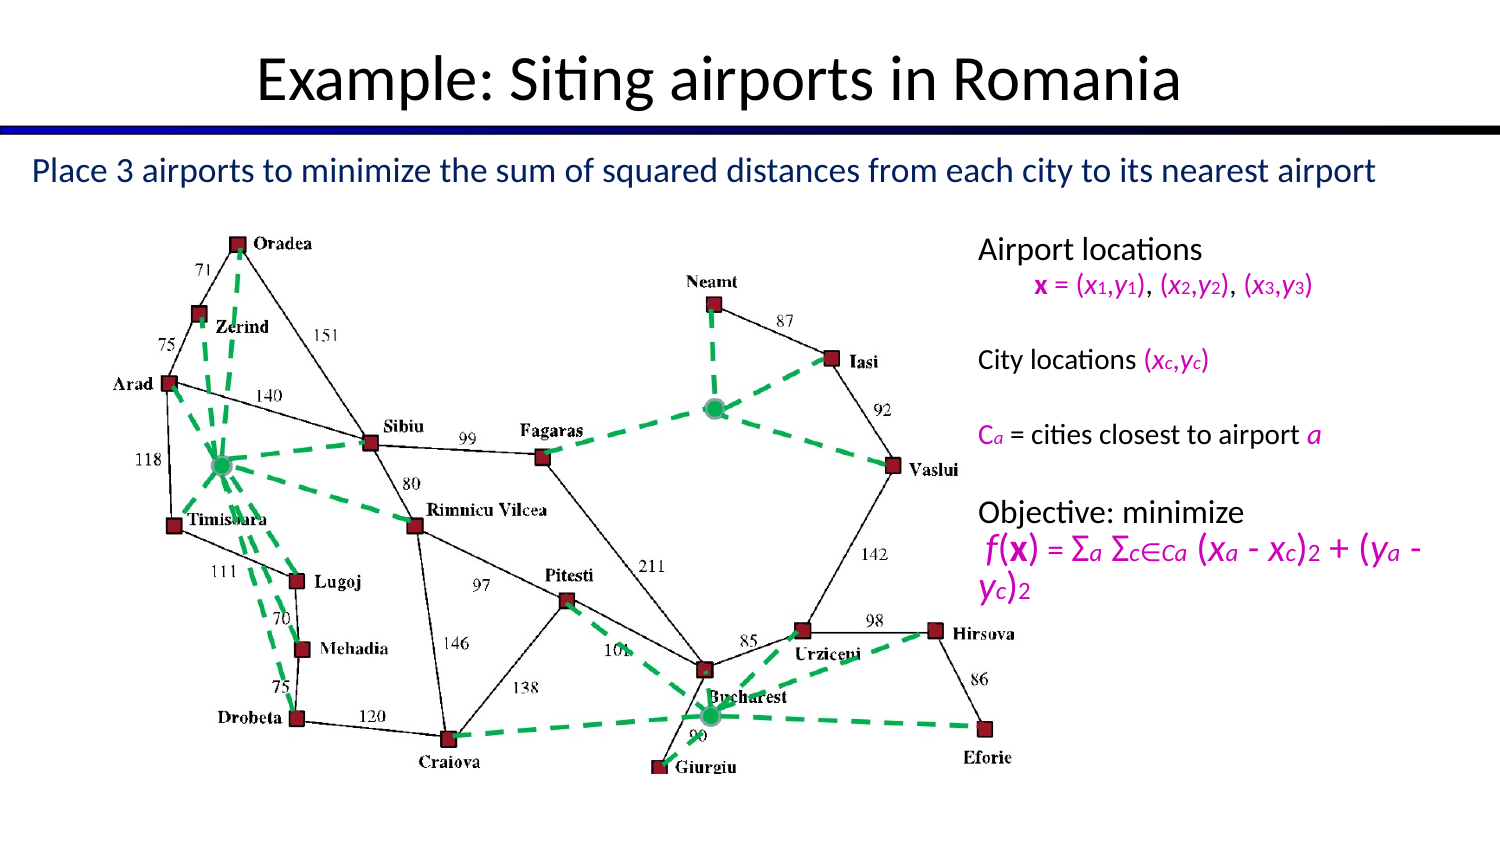 Example: Siting airports in Romania
Place 3 airports to minimize the sum of squared distances from each city to its nearest airport
Oradea
71
Neamt
Zerind
87
75
151
Iasi
Arad
140
92
Sibiu
Fagaras
99
118
Vaslui
80
Rimnicu Vilcea
Timisoara
142
211
111
Pitesti
Lugoj
97
70
98
Hirsova
146
101
85
Mehadia
Urziceni
86
75
138
Bucharest
Drobeta
120
90
Craiova
Giurgiu
Eforie
Airport locations
x = (x1,y1), (x2,y2), (x3,y3)
City locations (xc,yc)
Ca = cities closest to airport a
Objective: minimize
f(x) = Σa Σc∈Ca (xa - xc)2 + (ya -
yc)2